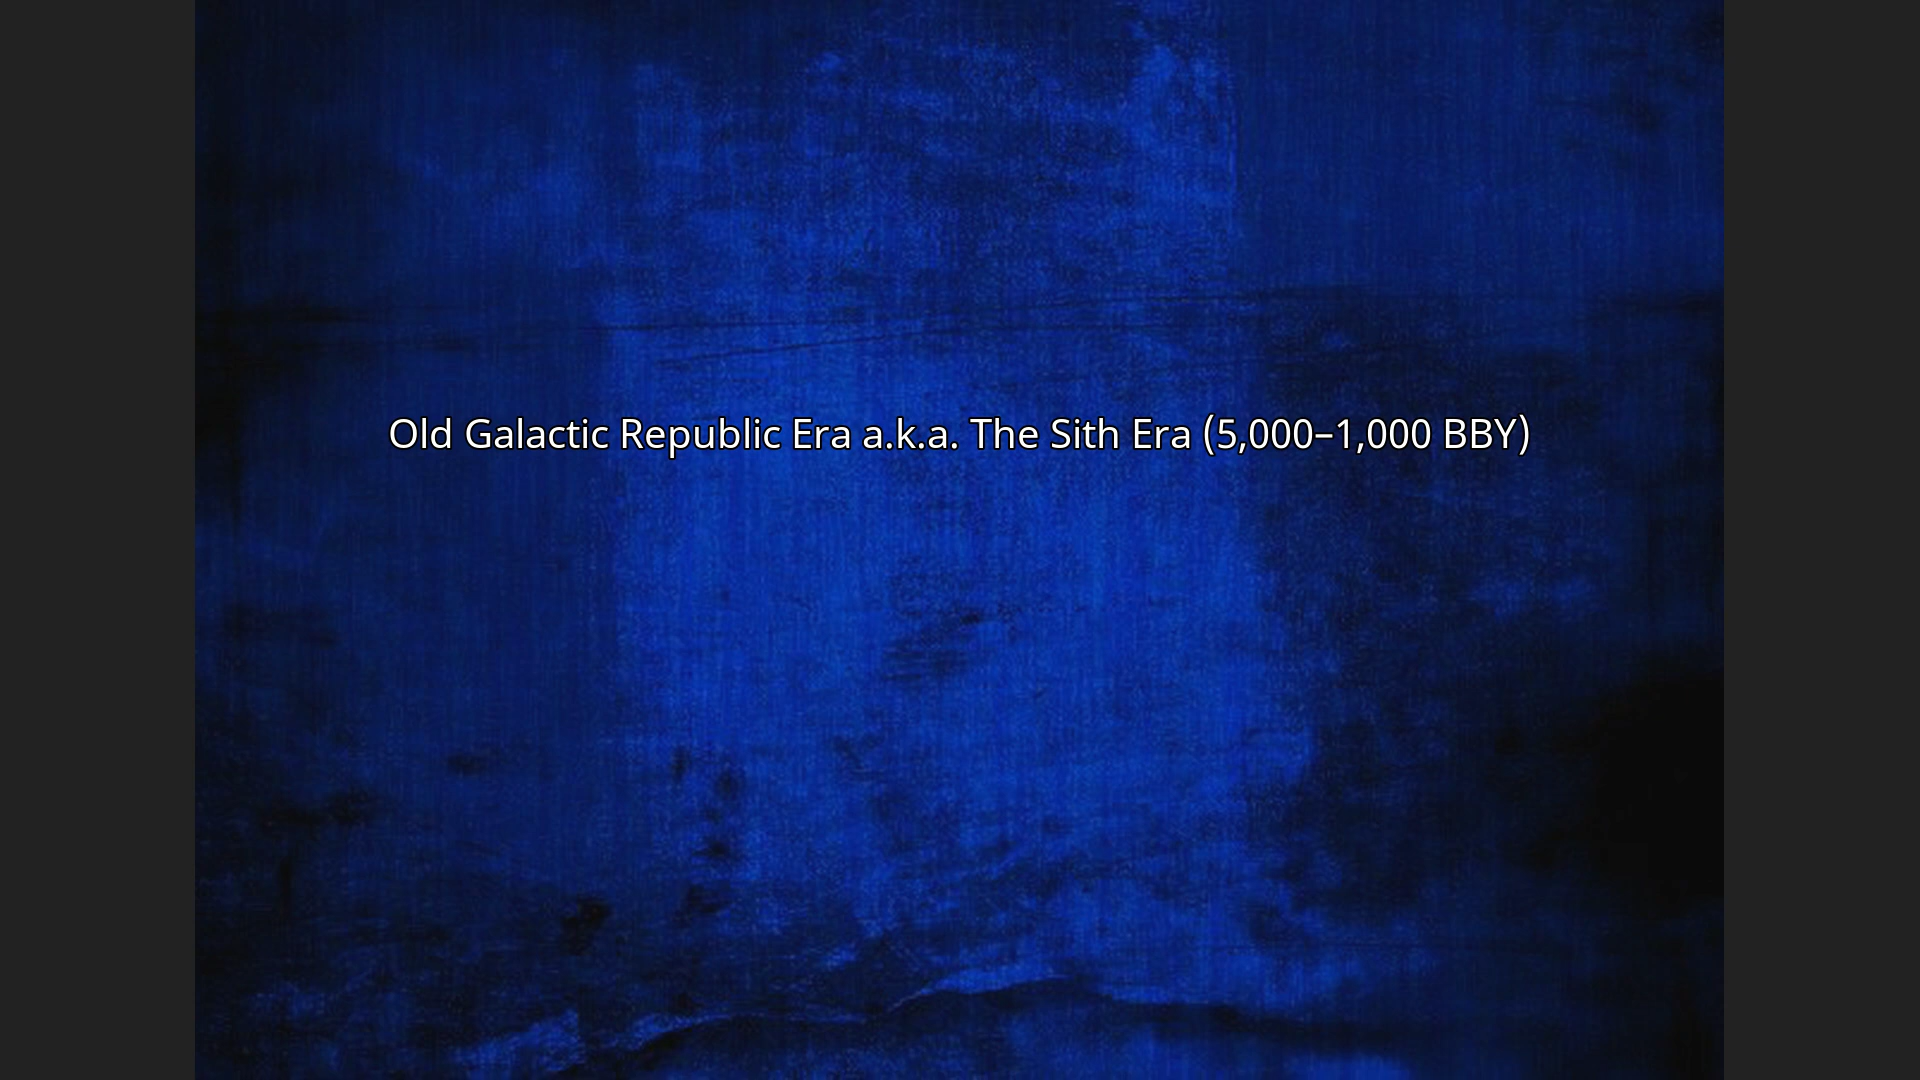 Old Galactic Republic Era a.k.a. The Sith Era (5,000–1,000 BBY)